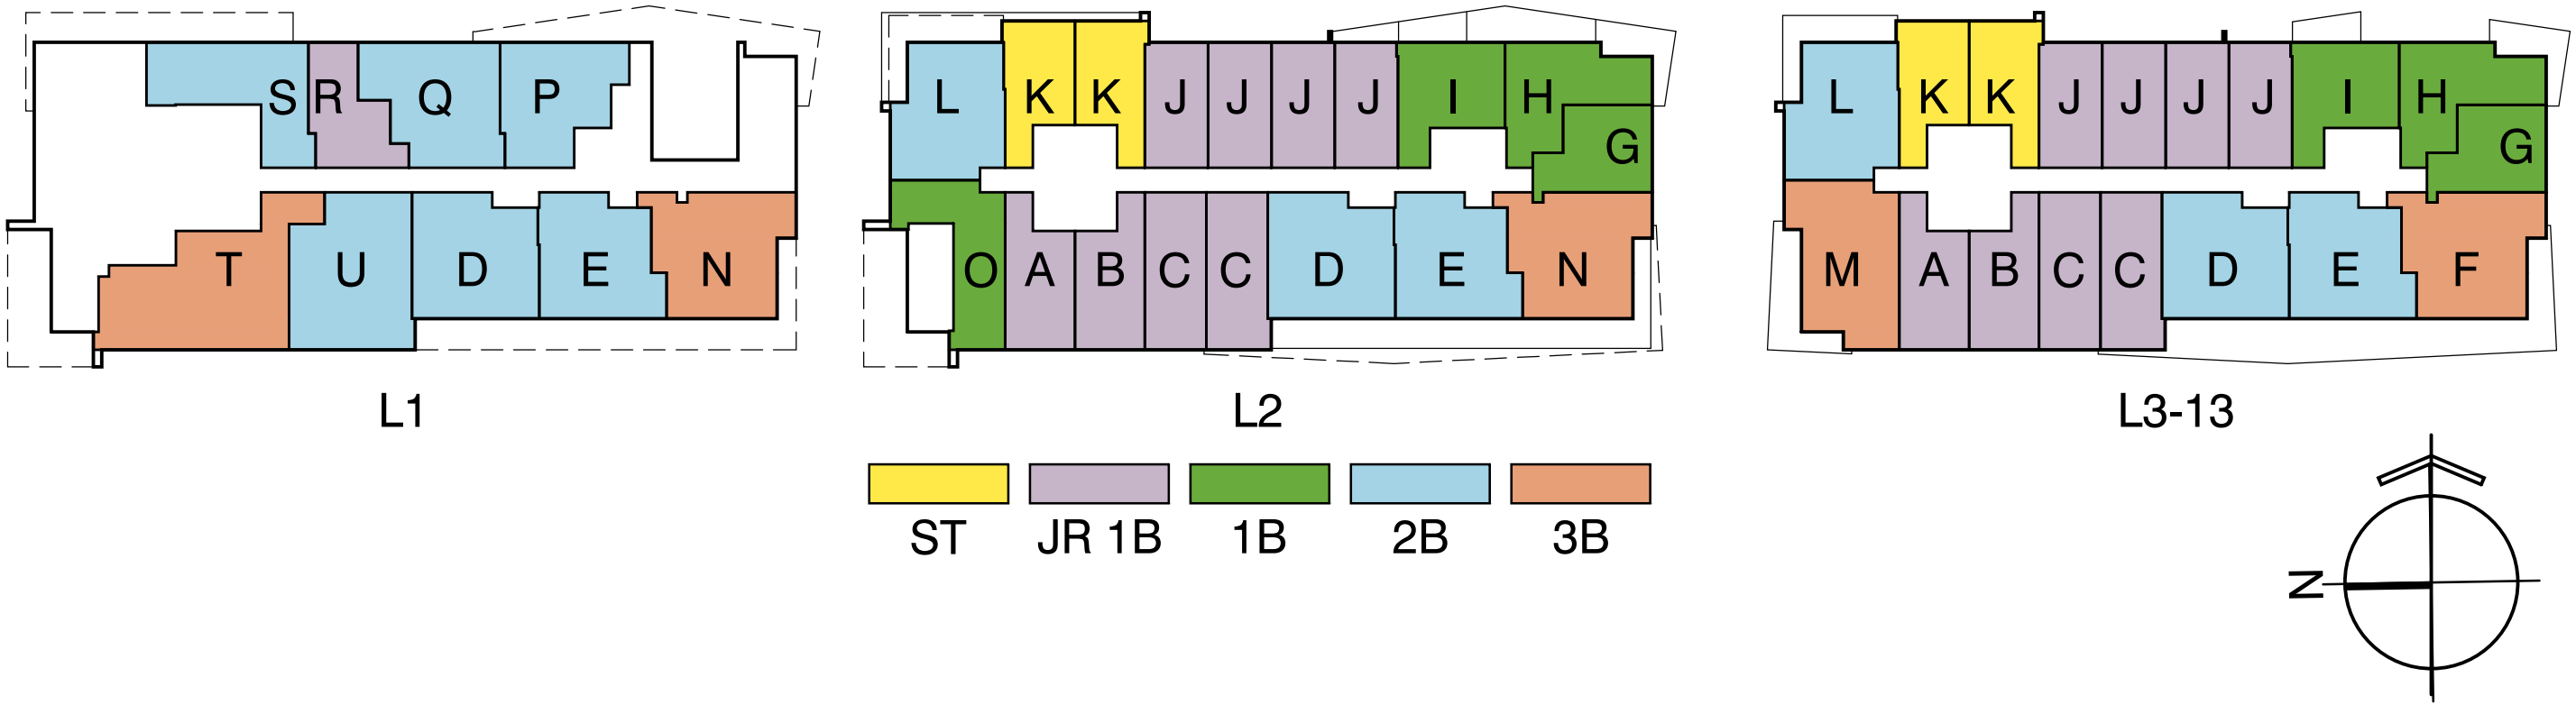 S R Q P
T U D E N
L1
L K K J J J J I H
G
O A B C C D E N
L2
L K K J J J J I H
G
M A B C C D E F
L3-13
ST JR 1B 1B 2B 3B
N